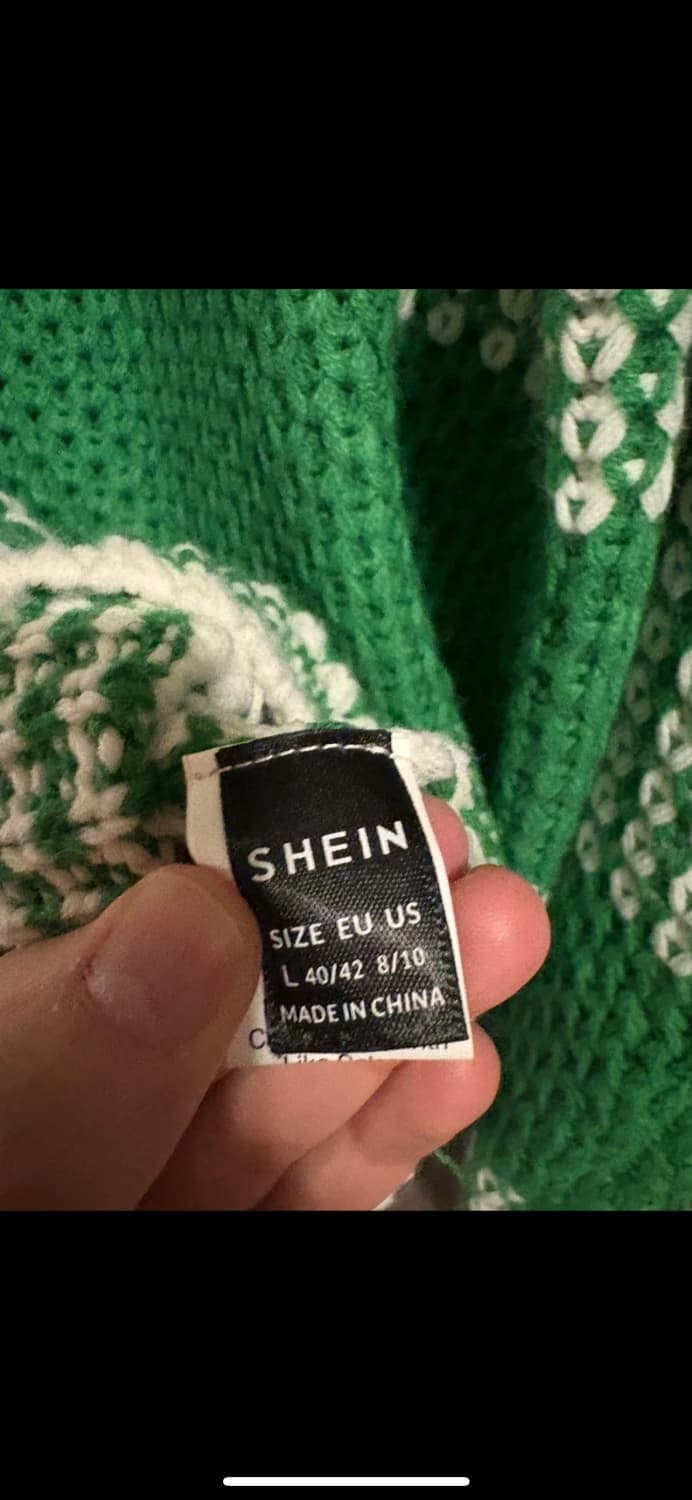 SHEIN
SIZE EU US
L 40/42 8/10
MADE IN CHINA